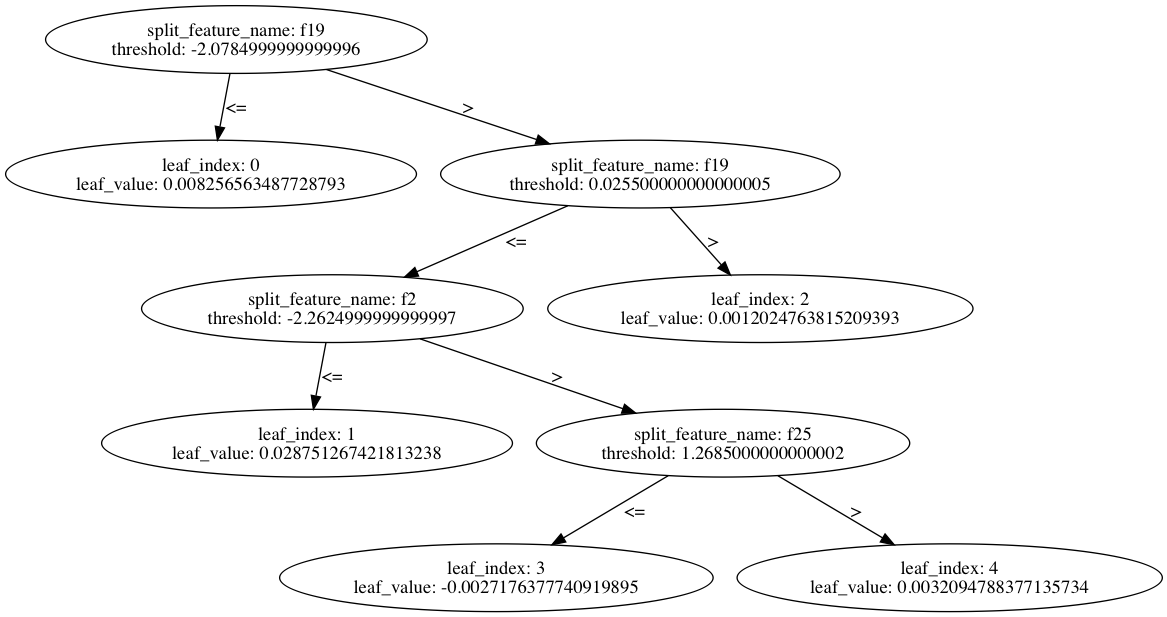 split_feature_name: f19
threshold: -2.0784999999999996
<=
>
leaf_index: 0
leaf_value: 0.008256563487728793
split_feature_name: f19
threshold: 0.025500000000000005
<=
>
split_feature_name: f2
threshold: -2.2624999999999997
leaf_index: 2
leaf_value: 0.0012024763815209393
<=
>
leaf_index: 1
leaf_value: 0.028751267421813238
split_feature_name: f25
threshold: 1.2685000000000002
<=
>
leaf_index: 3
leaf_value: -0.0027176377740919895
leaf_index: 4
leaf_value: 0.0032094788377135734